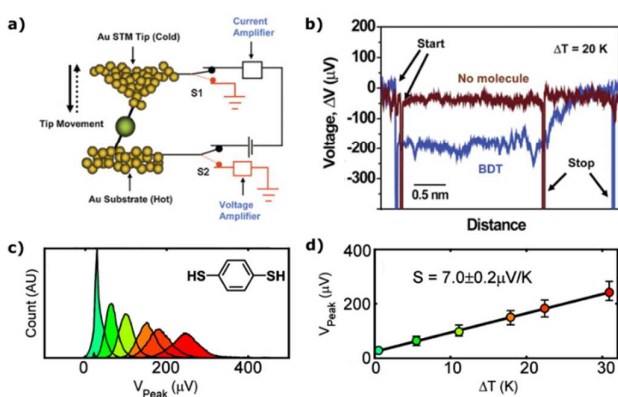 a)
Au STM Tip (Cold)
Current
Amplifier
S1
Tip Movement
S2
Au Substrate (Hot)
Voltage
Amplifier
b)
Voltage, ΔV (μV)
200
100
0
-100
-200
-300
Start
No molecule
ΔT = 20 K
BDT
Stop
0.5 nm
Distance
c)
Count (AU)
HS
SH
0
200
400
V_Peak (μV)
d)
V_Peak (μV)
400
200
0
S = 7.0±0.2μV/K
0
10
20
30
ΔT (K)